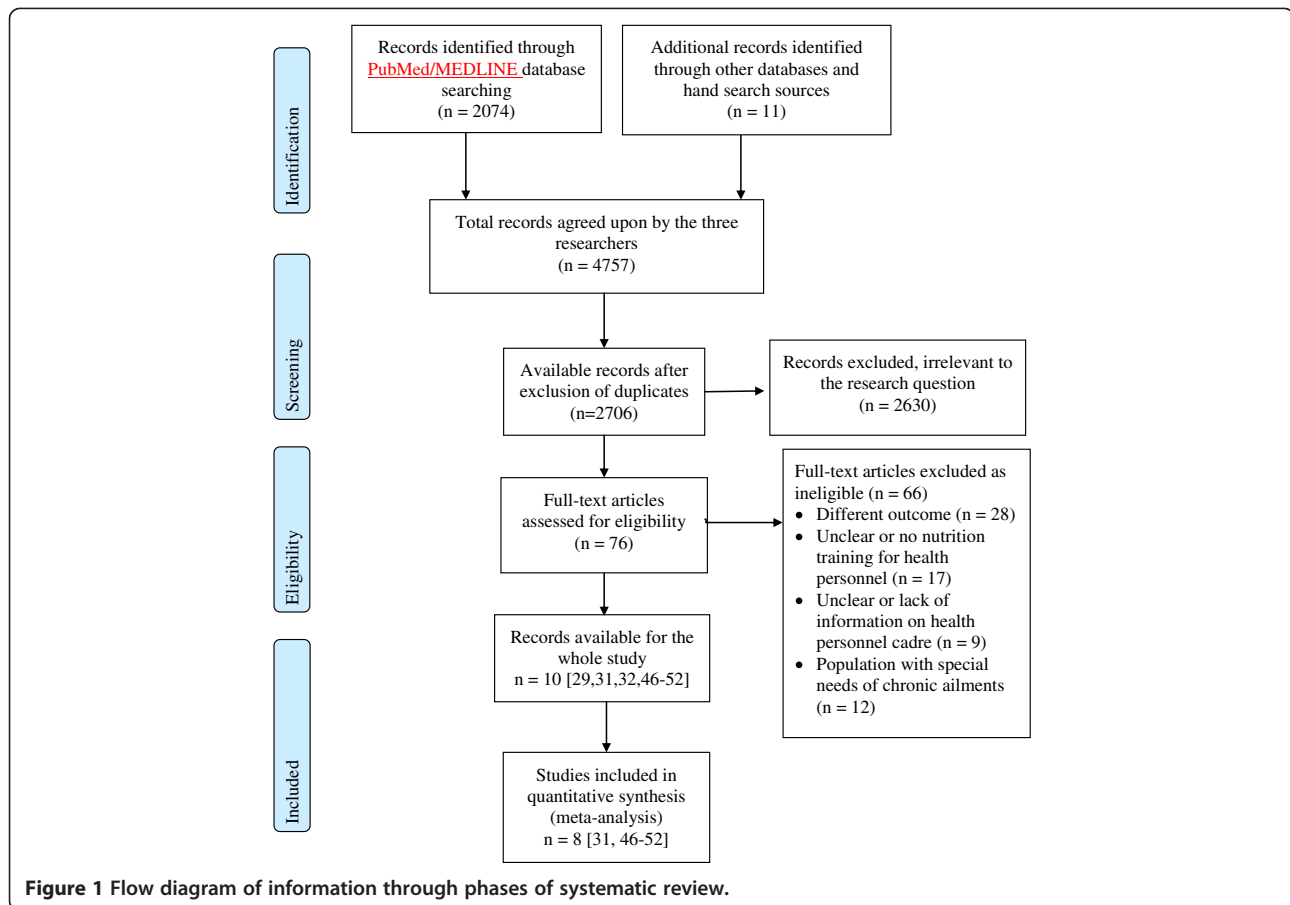 Records identified through
PubMed/MEDLINE database
searching
(n = 2074)
Additional records identified
through other databases and
hand search sources
(n = 11)
Identification
Total records agreed upon by the three
researchers
(n = 4757)
Screening
Available records after
exclusion of duplicates
(n=2706)
Records excluded, irrelevant to
the research question
(n = 2630)
Eligibility
Full-text articles
assessed for eligibility
(n = 76)
Full-text articles excluded as
ineligible (n = 66)
• Different outcome (n = 28)
• Unclear or no nutrition
training for health
personnel (n = 17)
• Unclear or lack of
information on health
personnel cadre (n = 9)
• Population with special
needs of chronic ailments
(n = 12)
Records available for the
whole study
n = 10 [29,31,32,46-52]
Included
Studies included in
quantitative synthesis
(meta-analysis)
n = 8 [31, 46-52]
Figure 1 Flow diagram of information through phases of systematic review.